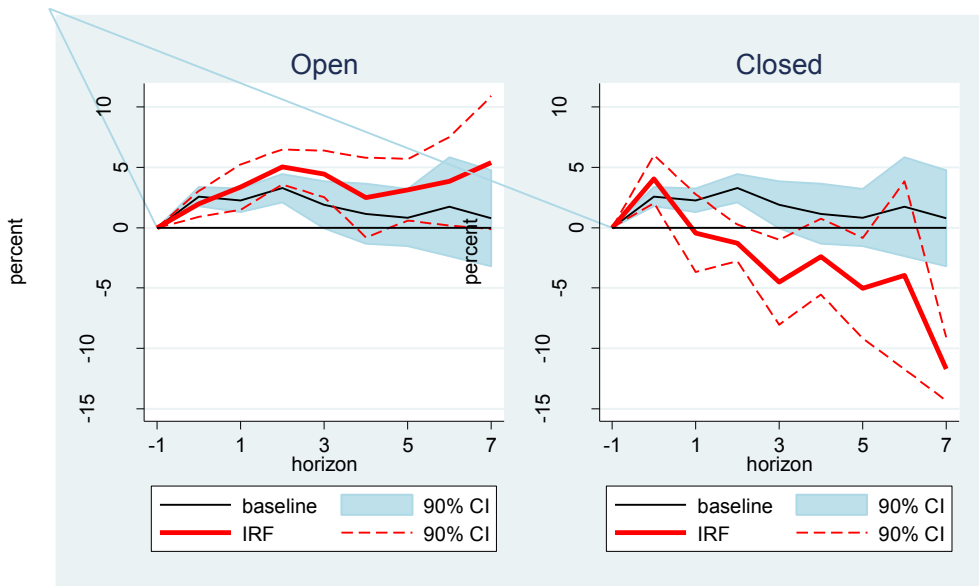 Open
percent
10
5
0
-5
-10
-15
-1 1 3 5 7
horizon
baseline 90% CI
IRF 90% CI
Closed
percent
10
5
0
-5
-10
-15
-1 1 3 5 7
horizon
baseline 90% CI
IRF 90% CI